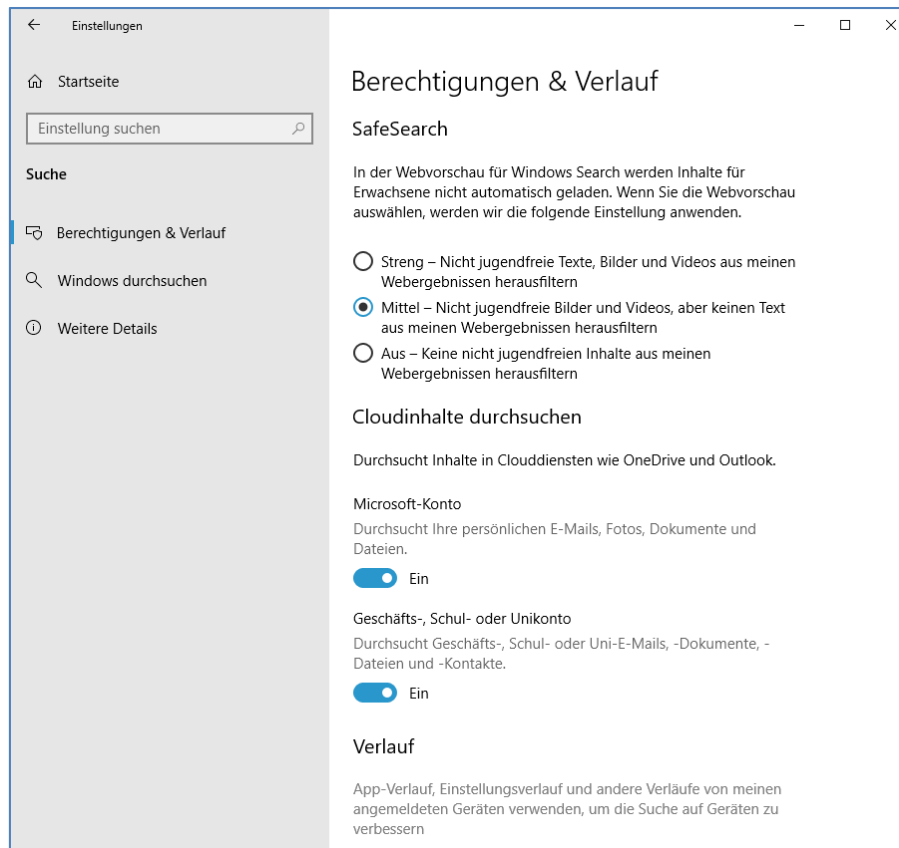 Einstellungen
Startseite
Einstellung suchen
Suche
Berechtigungen & Verlauf
Windows durchsuchen
Weitere Details
Berechtigungen & Verlauf
SafeSearch
In der Webvorschau für Windows Search werden Inhalte für
Erwachsene nicht automatisch geladen. Wenn Sie die Webvorschau
auswählen, werden wir die folgende Einstellung anwenden.
Streng – Nicht jugendfreie Texte, Bilder und Videos aus meinen
Webergebnissen herausfiltern
Mittel – Nicht jugendfreie Bilder und Videos, aber keinen Text
aus meinen Webergebnissen herausfiltern
Aus – Keine nicht jugendfreien Inhalte aus meinen
Webergebnissen herausfiltern
Cloudinhalte durchsuchen
Durchsucht Inhalte in Clouddiensten wie OneDrive und Outlook.
Microsoft-Konto
Durchsucht Ihre persönlichen E-Mails, Fotos, Dokumente und
Dateien.
Ein
Geschäfts-, Schul- oder Unikonto
Durchsucht Geschäfts-, Schul- oder Uni-E-Mails, -Dokumente, -
Dateien und -Kontakte.
Ein
Verlauf
App-Verlauf, Einstellungsverlauf und andere Verläufe von meinen
angemeldeten Geräten verwenden, um die Suche auf Geräten zu
verbessern